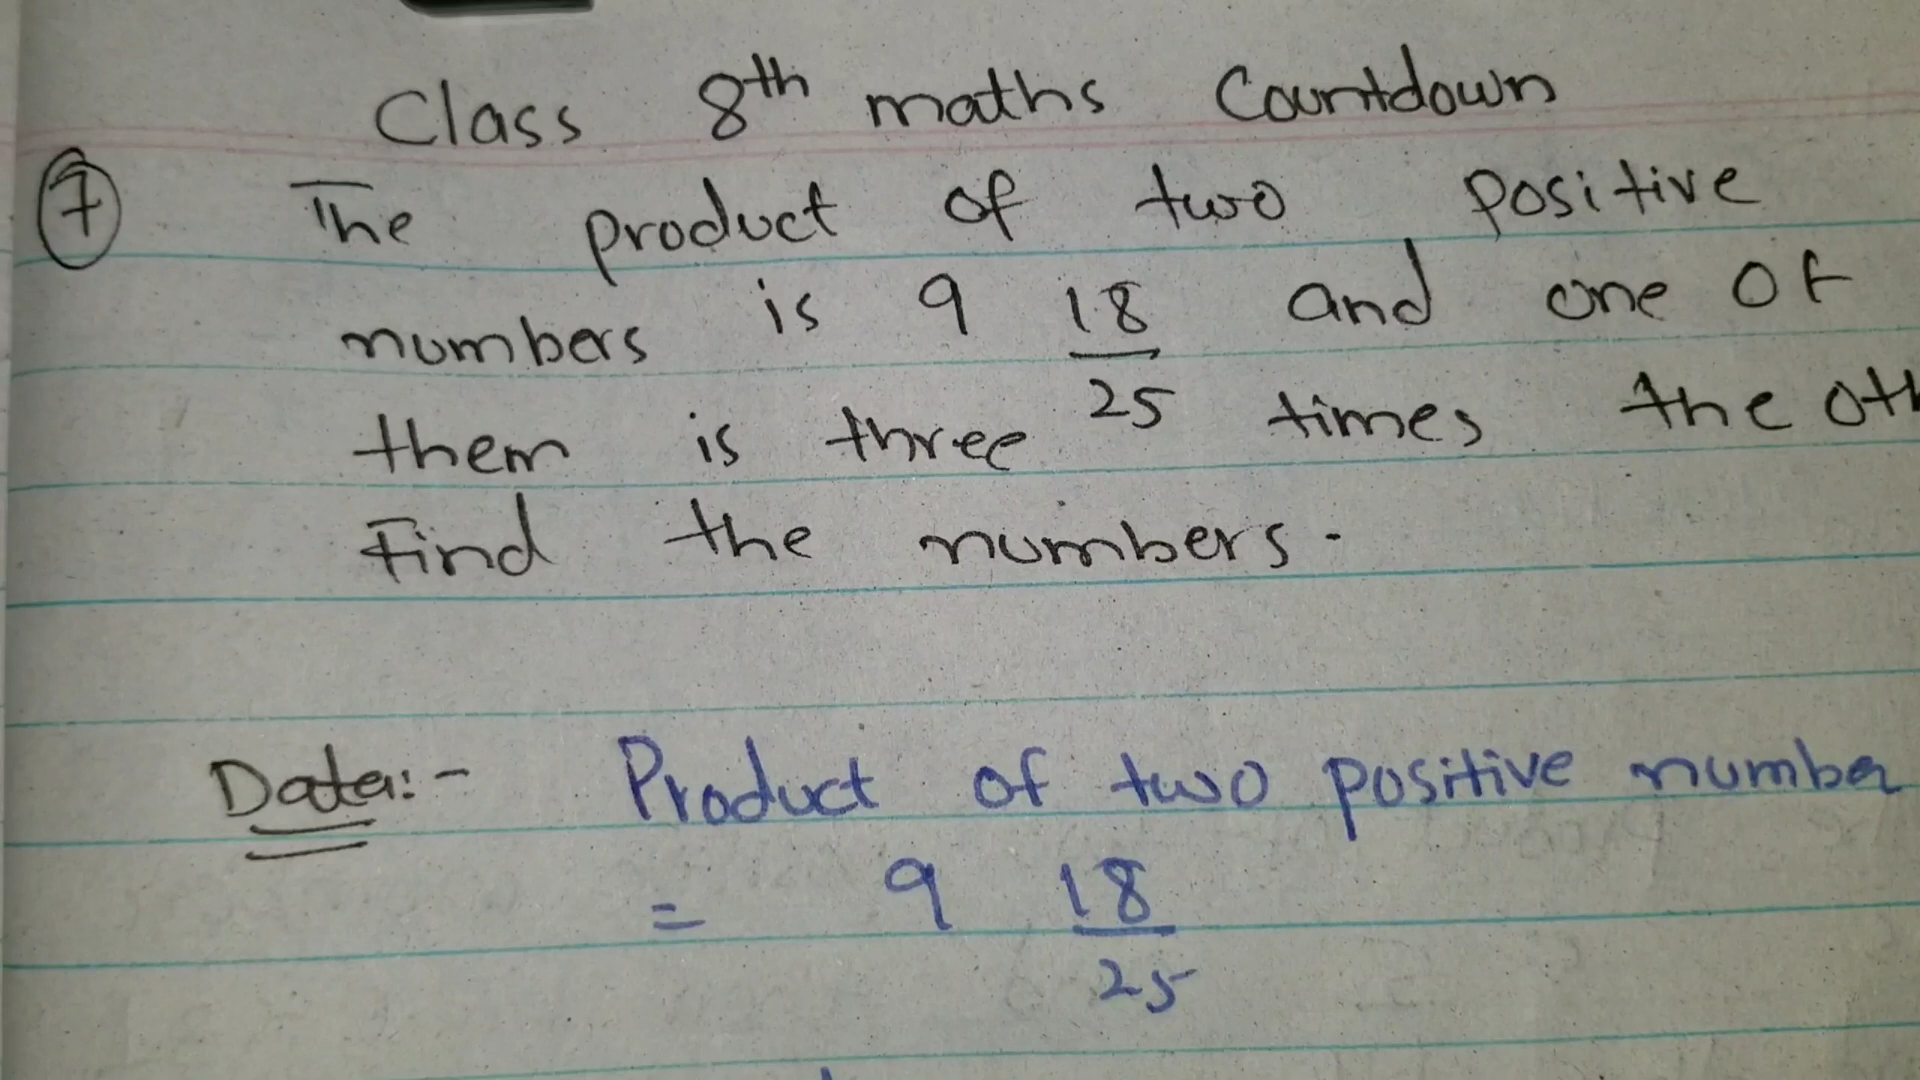 Class 8th maths Countdown
7 The product of two positive
numbers is 9 18/25 and one of
them is three times the oth
Find the numbers.
Data:- Product of two positive number
= 9 18/25